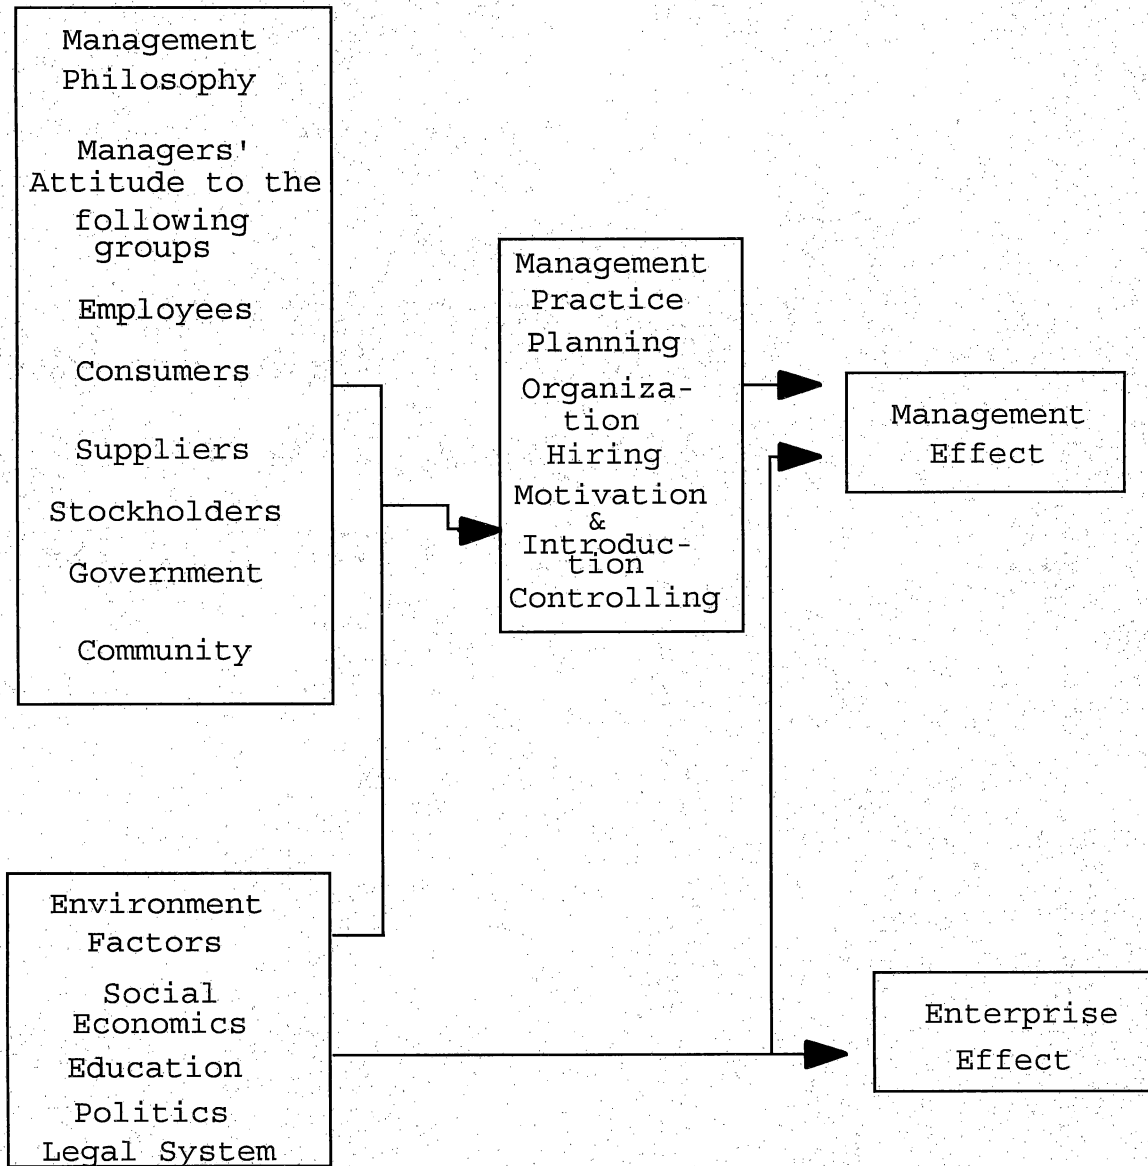 Management
Philosophy
Managers'
Attitude to the
following
groups
Employees
Consumers
Suppliers
Stockholders
Government
Community
Management
Practice
Planning
Organiza-
tion
Hiring
Motivation
&
Introduc-
tion
Controlling
Management
Effect
Environment
Factors
Social
Economics
Education
Politics
Legal System
Enterprise
Effect